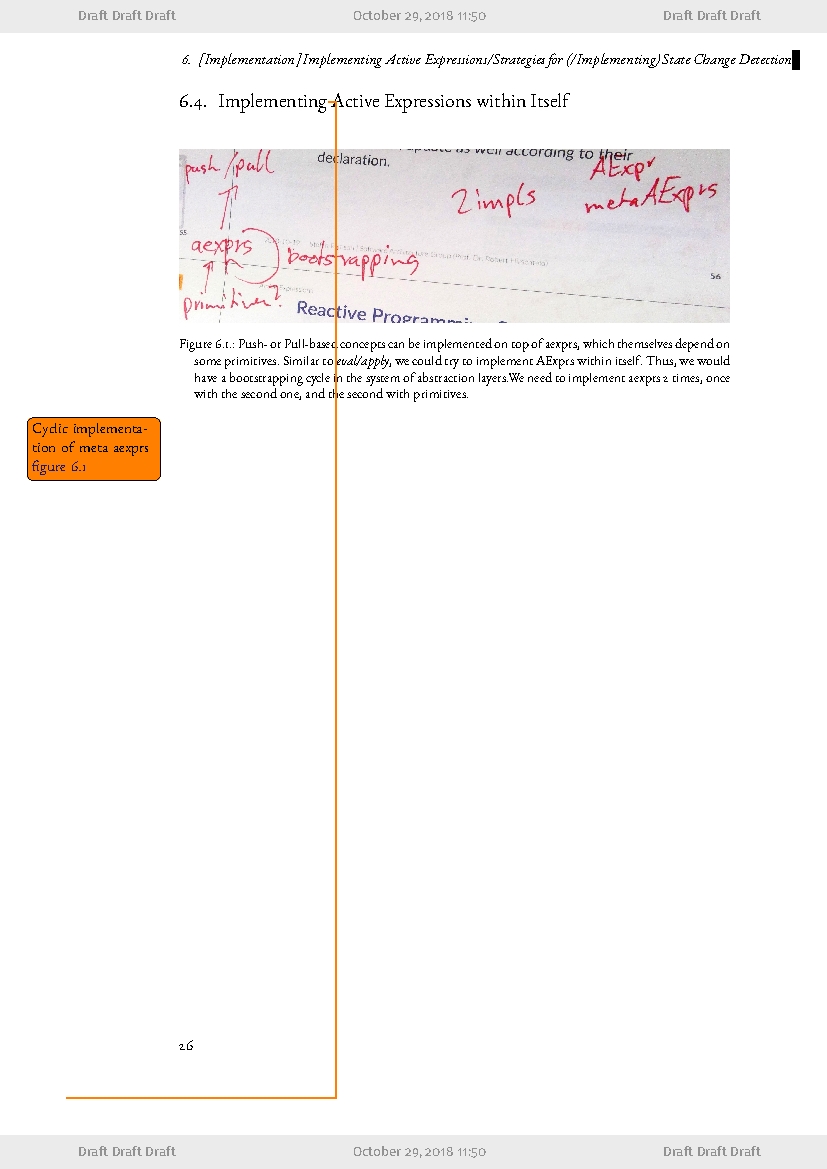 Draft Draft Draft October 29, 2018 11:50 Draft Draft Draft
6. [Implementation] Implementing Active Expressions/Strategies for (/Implementing) State Change Detection
6.4. Implementing Active Expressions within Itself
as well according to their
declaration.
push/pull
AExpr
2 impls
metaAExprs
55
aexprs
bootstrapping
56
primitives?
Reactive
Figure 6.1.: Push- or Pull-based concepts can be implemented on top of aexprs, which themselves depend on
some primitives. Similar to eval/apply, we could try to implement AExprs within itself. Thus, we would
have a bootstrapping cycle in the system of abstraction layers.We need to implement aexprs 2 times, once
with the second one, and the second with primitives.
Cyclic implementa-
tion of meta aexprs
figure 6.1
26
Draft Draft Draft October 29, 2018 11:50 Draft Draft Draft